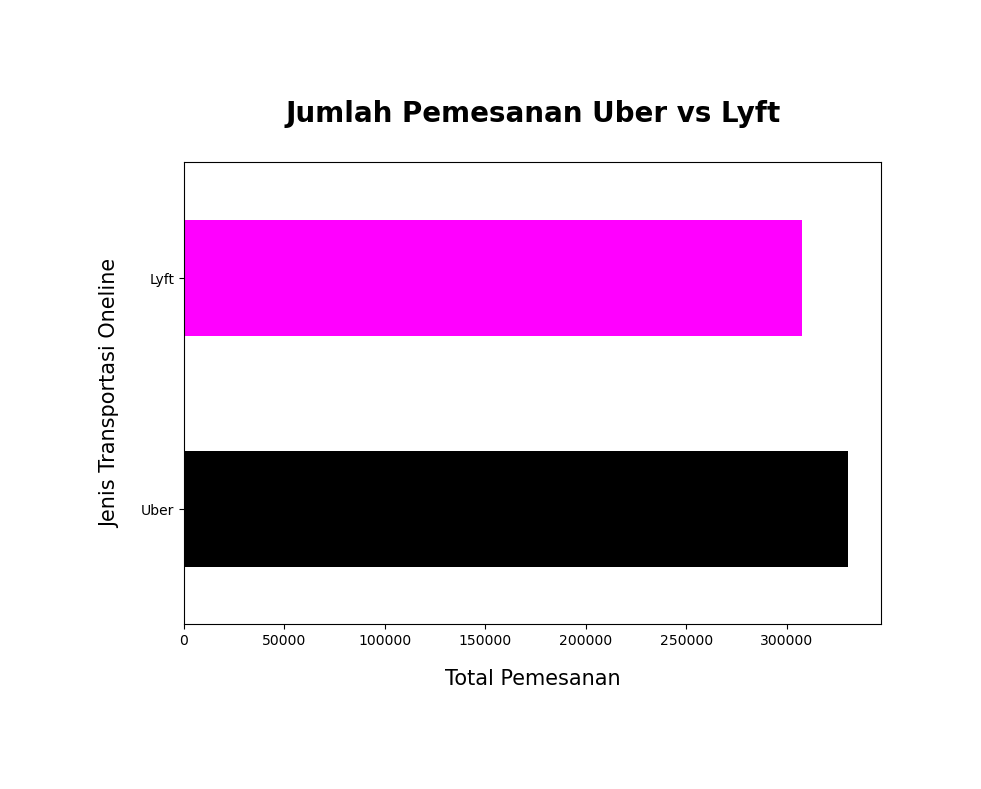 Jumlah Pemesanan Uber vs Lyft
Jenis Transportasi Oneline
Lyft
Uber
0 50000 100000 150000 200000 250000 300000
Total Pemesanan